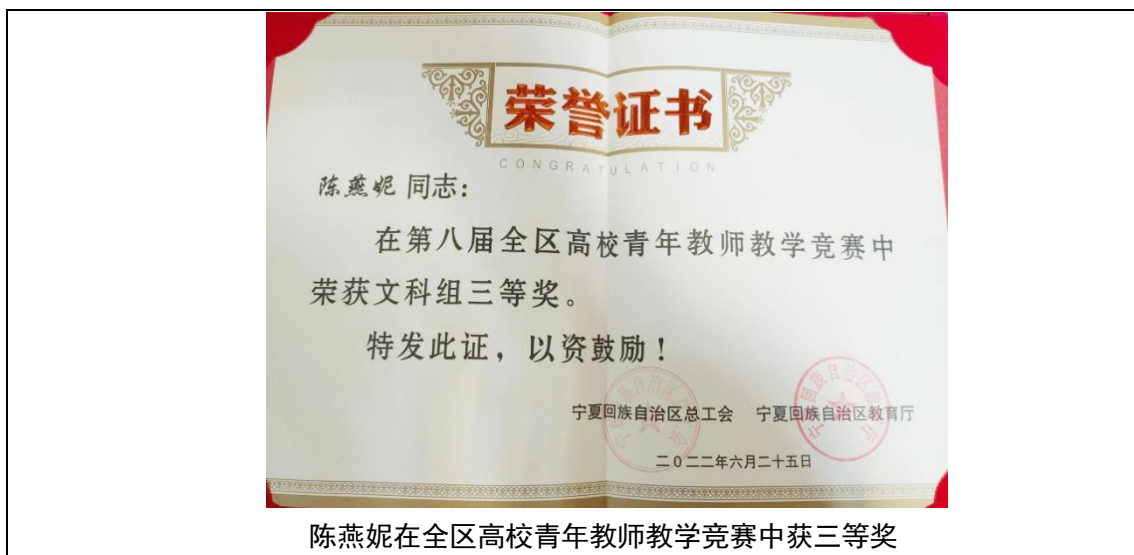 荣誉证书
CONGRATULATION
陈燕妮 同志:
在第八届全区高校青年教师教学竞赛中
荣获文科组三等奖。
特发此证,以资鼓励!
宁夏回族自治区总工会 宁夏回族自治区教育厅
二0二二年六月二十五日
陈燕妮在全区高校青年教师教学竞赛中获三等奖